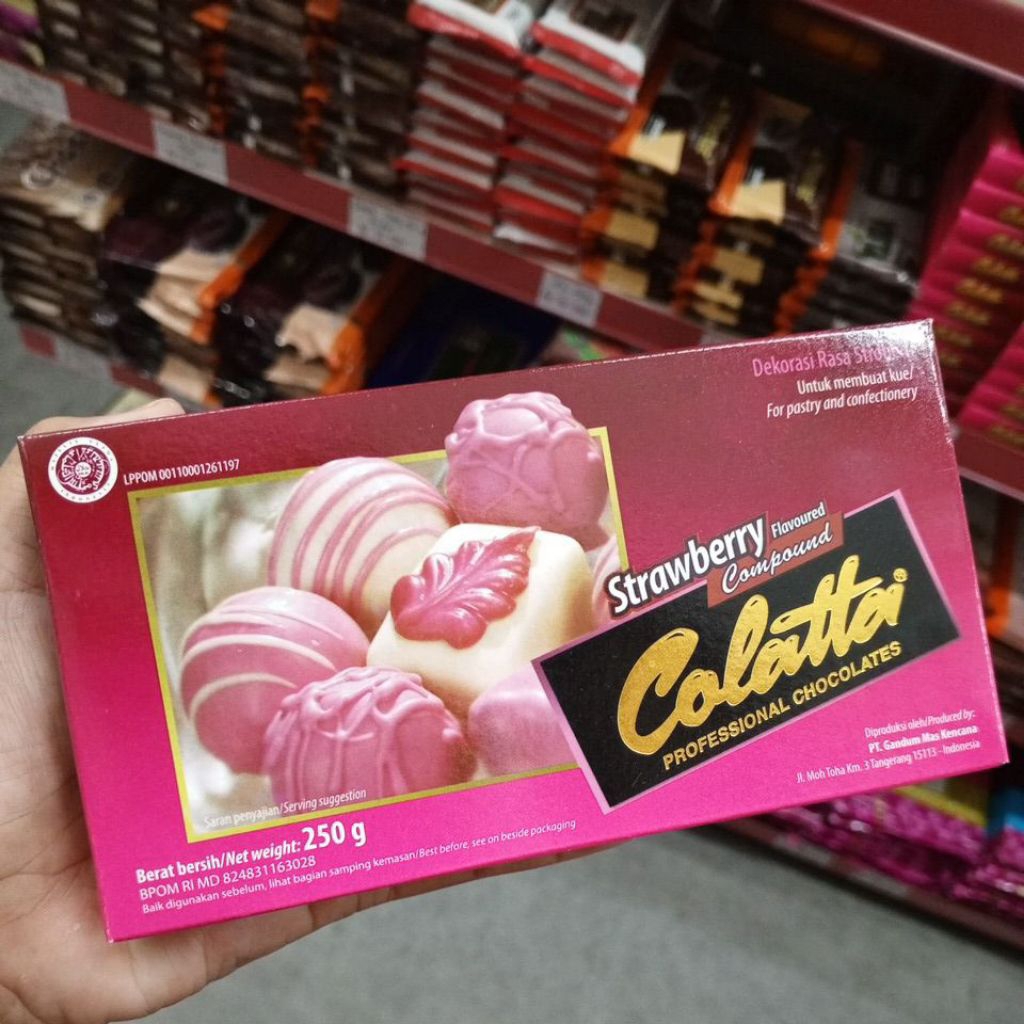 Dekorasi Rasa
Untuk membuat kue/
For pastry and confectionery
LPPOM 00110001261197
Strawberry Flavoured
Compound
Colatta®
PROFESSIONAL CHOCOLATES
Diproduksi oleh/Produced by:
PT. Gandum Mas Kencana
Jl. Moh Toha Km. 3 Tangerang 15113 - Indonesia
Saran penyajian/Serving suggestion
Berat bersih/Net weight: 250 g
BPOM RI MD 824831163028
Baik digunakan sebelum, lihat bagian samping kemasan/Best before, see on beside packaging